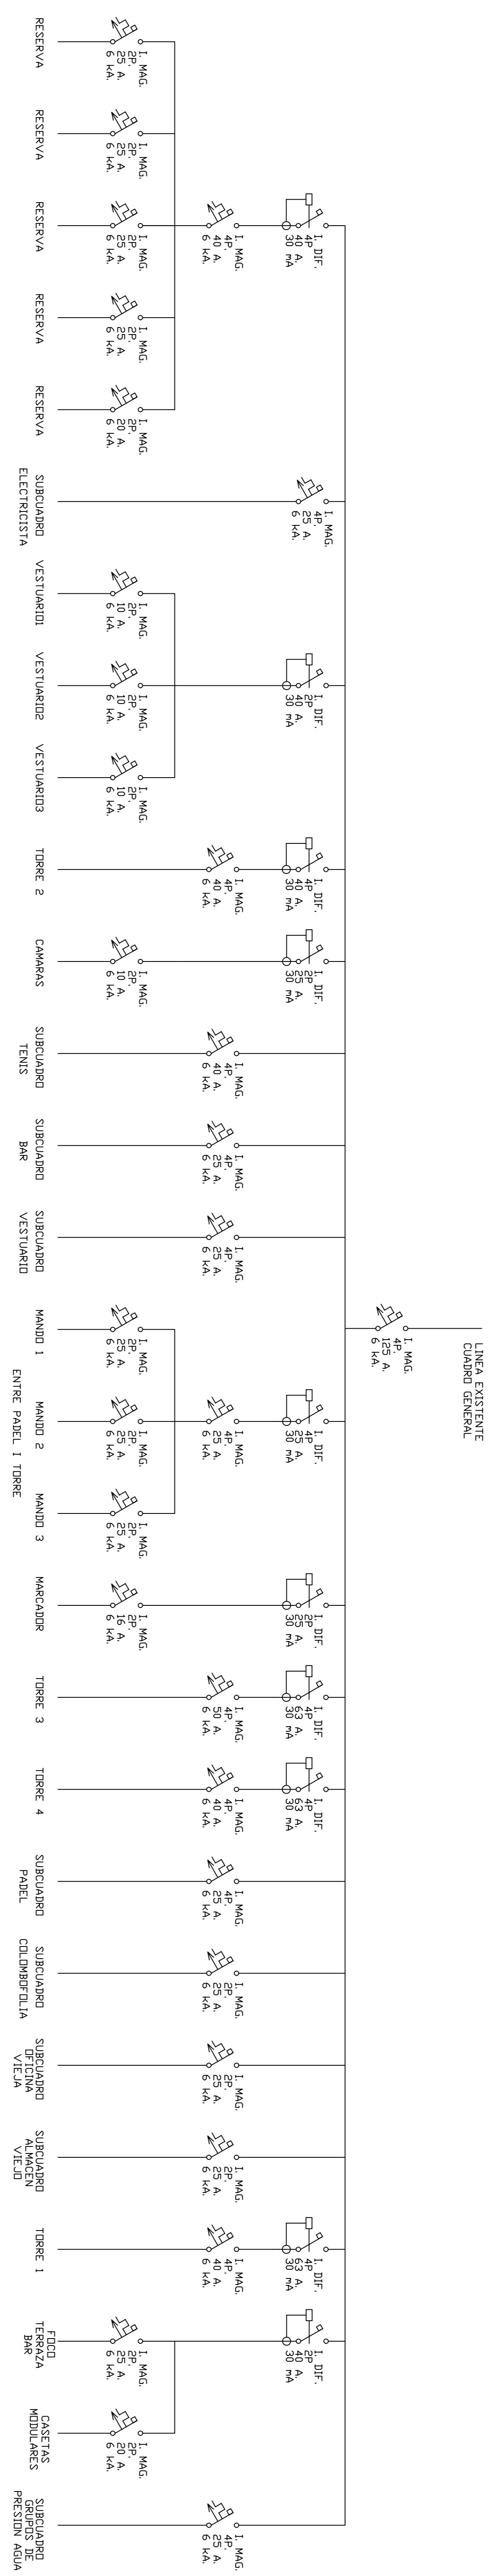 LINEA EXISTENTE
CUADRO GENERAL
I. MAG.
4P.
125 A.
6 kA.
I. MAG.
2P.
25 A.
6 kA.
RESERVA
I. MAG.
2P.
25 A.
6 kA.
RESERVA
I. DIF.
4P
40 A.
30 mA
I. MAG.
4P.
40 A.
6 kA.
I. MAG.
2P.
25 A.
6 kA.
RESERVA
I. MAG.
2P.
25 A.
6 kA.
RESERVA
I. MAG.
2P.
20 A.
6 kA.
RESERVA
I. MAG.
4P.
25 A.
6 kA.
SUBCUADRO
ELECTRICISTA
I. MAG.
2P.
10 A.
6 kA.
VESTUARIO1
I. DIF.
2P
40 A.
30 mA
I. MAG.
2P.
10 A.
6 kA.
VESTUARIO2
I. MAG.
2P.
10 A.
6 kA.
VESTUARIO3
I. DIF.
4P
40 A.
30 mA
I. MAG.
4P.
40 A.
6 kA.
TORRE 2
I. DIF.
2P
25 A.
30 mA
I. MAG.
2P.
10 A.
6 kA.
CAMARAS
I. MAG.
4P.
40 A.
6 kA.
SUBCUADRO
TENIS
I. MAG.
4P.
25 A.
6 kA.
SUBCUADRO
BAR
I. MAG.
4P.
25 A.
6 kA.
SUBCUADRO
VESTUARIO
I. MAG.
2P.
25 A.
6 kA.
MANDO 1
I. DIF.
4P
25 A.
30 mA
I. MAG.
4P.
25 A.
6 kA.
I. MAG.
2P.
25 A.
6 kA.
MANDO 2
I. MAG.
2P.
25 A.
6 kA.
MANDO 3
ENTRE PADEL I TORRE
I. DIF.
2P
25 A.
30 mA
I. MAG.
2P.
16 A.
6 kA.
MARCADOR
I. DIF.
4P
63 A.
30 mA
I. MAG.
4P.
50 A.
6 kA.
TORRE 3
I. DIF.
4P
63 A.
30 mA
I. MAG.
4P.
40 A.
6 kA.
TORRE 4
I. MAG.
4P.
25 A.
6 kA.
SUBCUADRO
PADEL
I. MAG.
2P.
25 A.
6 kA.
SUBCUADRO
COLOMBOFOLIA
I. MAG.
2P.
25 A.
6 kA.
SUBCUADRO
OFICINA
VIEJA
I. MAG.
2P.
25 A.
6 kA.
SUBCUADRO
ALMACEN
VIEJO
I. DIF.
4P
63 A.
30 mA
I. MAG.
4P.
40 A.
6 kA.
TORRE 1
I. DIF.
2P
40 A.
30 mA
I. MAG.
2P.
25 A.
6 kA.
FOCO
TERRAZA
BAR
I. MAG.
2P.
20 A.
6 kA.
CASETAS
MODULARES
I. MAG.
4P.
25 A.
6 kA.
SUBCUADRO
GRUPOS DE
PRESION AGUA